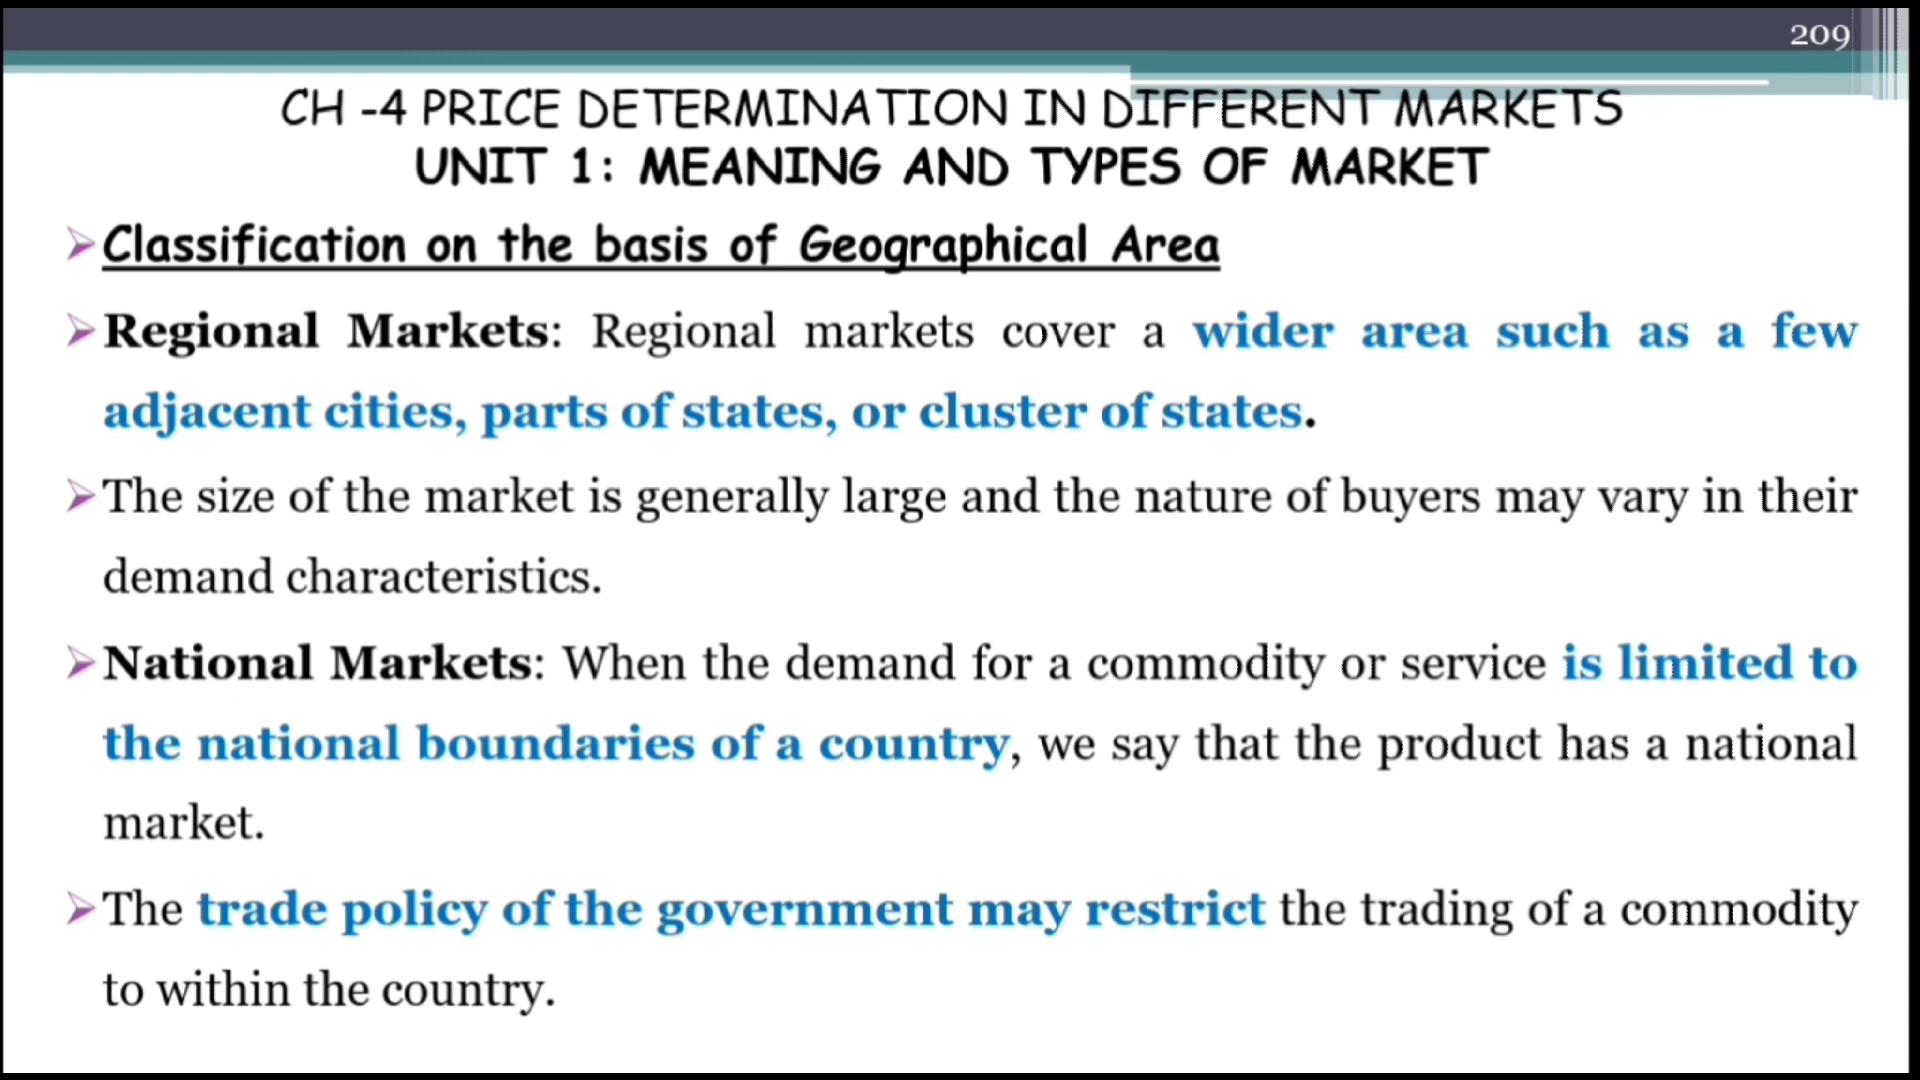 209
CH -4 PRICE DETERMINATION IN DIFFERENT MARKETS
UNIT 1: MEANING AND TYPES OF MARKET
➢Classification on the basis of Geographical Area
➢Regional Markets: Regional markets cover a wider area such as a few
adjacent cities, parts of states, or cluster of states.
➢The size of the market is generally large and the nature of buyers may vary in their
demand characteristics.
➢National Markets: When the demand for a commodity or service is limited to
the national boundaries of a country, we say that the product has a national
market.
➢The trade policy of the government may restrict the trading of a commodity
to within the country.